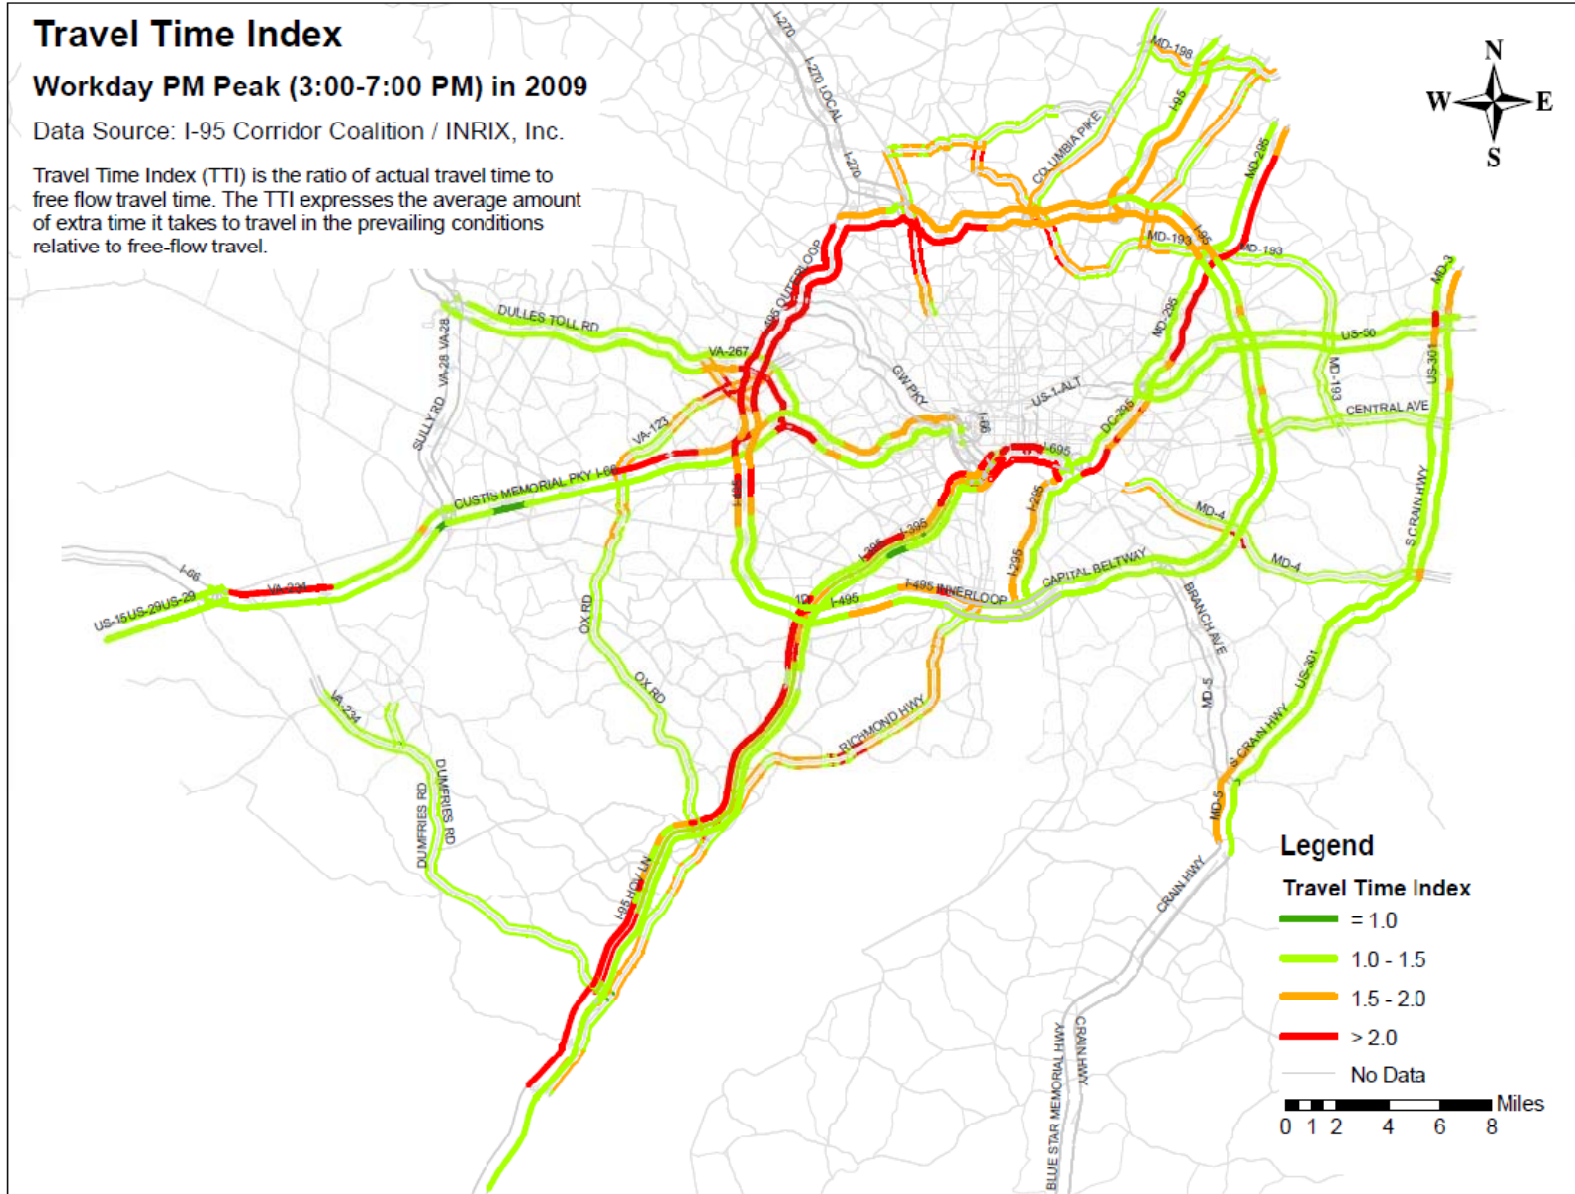 Travel Time Index
Workday PM Peak (3:00-7:00 PM) in 2009
Data Source: I-95 Corridor Coalition / INRIX, Inc.
Travel Time Index (TTI) is the ratio of actual travel time to
free flow travel time. The TTI expresses the average amount
of extra time it takes to travel in the prevailing conditions
relative to free-flow travel.
N
W
E
S
I-270
I-270 LOCAL
I-270
MD-198
I-95
COLUMBIA PIKE
MD-295
MD-193
I-95
MD-193
MD-3
I-495 OUTERLOOP
DULLES TOLL RD
VA-28
VA-28
VA-267
MD-295
US-50
US-301
GW PKY
US-1-ALT
MD-193
SULLY RD
VA-123
I-66
DC-295
CENTRAL AVE
I-695
CUSTIS MEMORIAL PKY I-66
I-495
I-295
MD-4
S CRAIN HWY
I-395
I-395
I-295
CAPITAL BELTWAY
MD-4
I-66
I-495 INNERLOOP
I-495
US-15
US-29
US-29
OX RD
BRANCH AVE
OX RD
US-301
MD-5
VA-234
RICHMOND HWY
S CRAIN HWY
DUMFRIES RD
DUMFRIES RD
MD-5
I-95 HOV LN
CRAIN HWY
BLUE STAR MEMORIAL HWY
CRAIN HWY
Legend
Travel Time Index
= 1.0
1.0 - 1.5
1.5 - 2.0
> 2.0
No Data
Miles
0 1 2 4 6 8